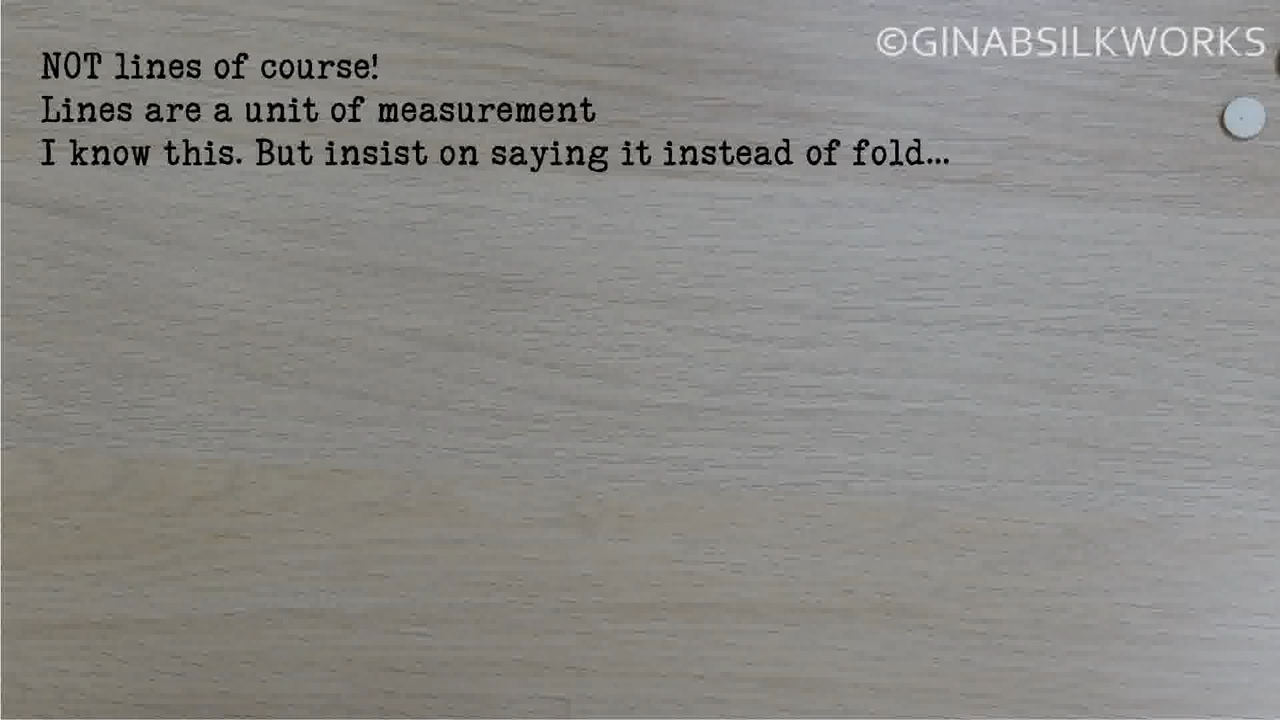 ©GINABSILKWORKS
NOT lines of course!
Lines are a unit of measurement
I know this. But insist on saying it instead of fold...